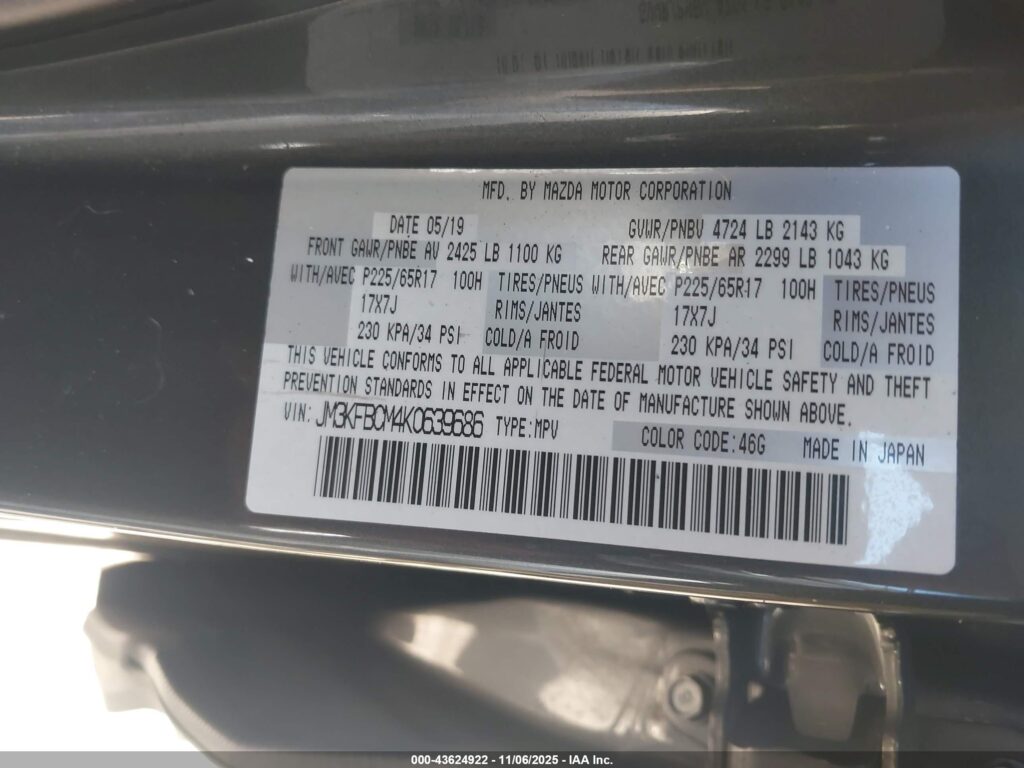 MFD. BY MAZDA MOTOR CORPORATION
DATE 05/19 GVWR/PNBV 4724 LB 2143 KG
FRONT GAWR/PNBE AV 2425 LB 1100 KG REAR GAWR/PNBE AR 2299 LB 1043 KG
WITH/AVEC P225/65R17 100H TIRES/PNEUS WITH/AVEC P225/65R17 100H TIRES/PNEUS
17X7J RIMS/JANTES 17X7J RIMS/JANTES
230 KPA/34 PSI COLD/A FROID 230 KPA/34 PSI COLD/A FROID
THIS VEHICLE CONFORMS TO ALL APPLICABLE FEDERAL MOTOR VEHICLE SAFETY AND THEFT
PREVENTION STANDARDS IN EFFECT ON THE DATE OF MANUFACTURE SHOWN ABOVE.
VIN: JM3KFBCM4K0639686 TYPE:MPV COLOR CODE:46G MADE IN JAPAN
000-43624922 - 11/06/2025 - IAA Inc.